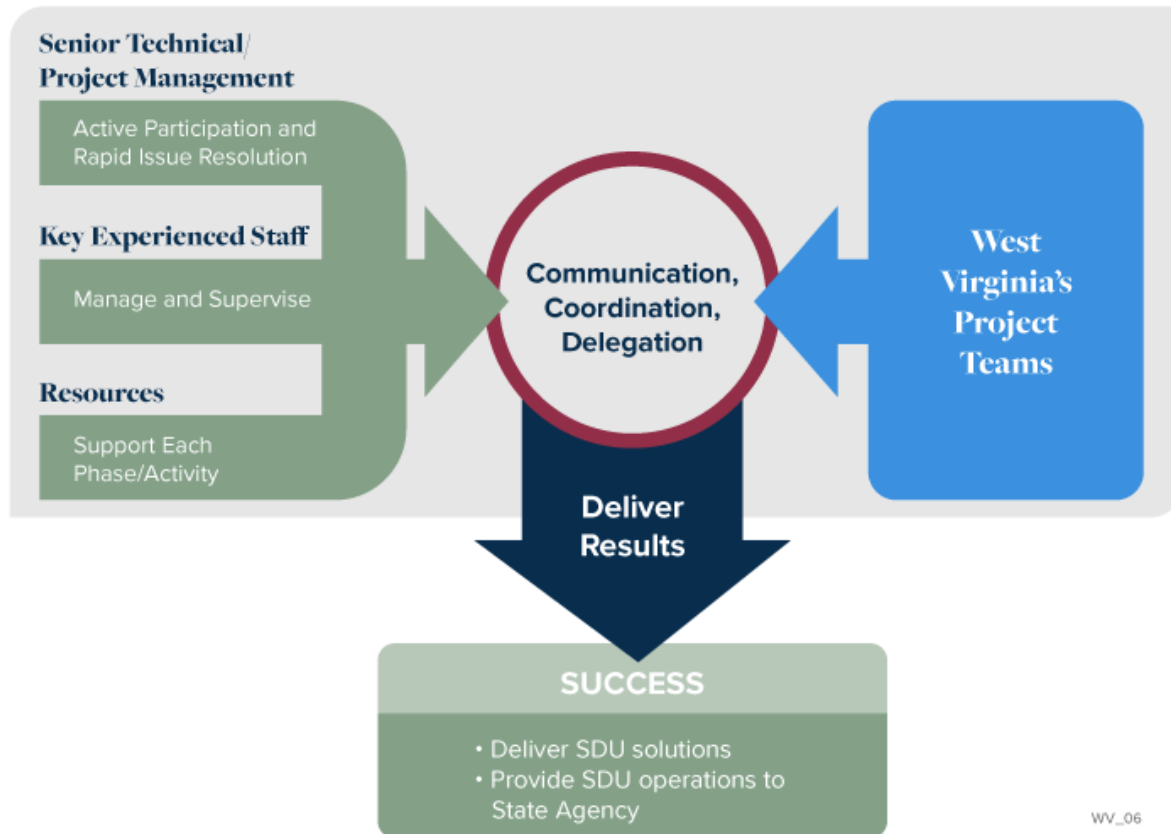 Senior Technical/
Project Management
Active Participation and
Rapid Issue Resolution
Key Experienced Staff
Manage and Supervise
Resources
Support Each
Phase/Activity
Communication,
Coordination,
Delegation
West
Virginia’s
Project
Teams
Deliver
Results
SUCCESS
• Deliver SDU solutions
• Provide SDU operations to
State Agency
WV_06